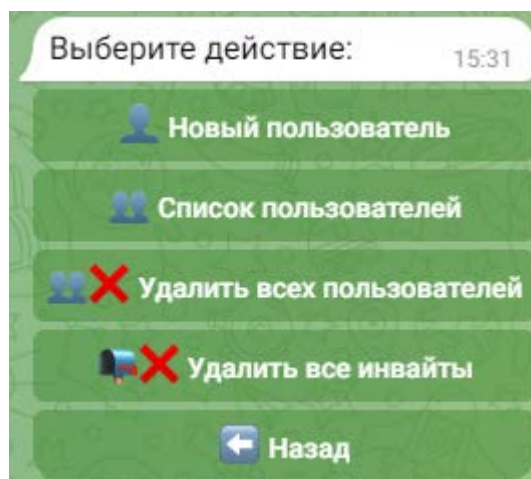 Выберите действие:
15:31
👤 Новый пользователь
👥 Список пользователей
👥❌ Удалить всех пользователей
📭❌ Удалить все инвайты
⬅️ Назад